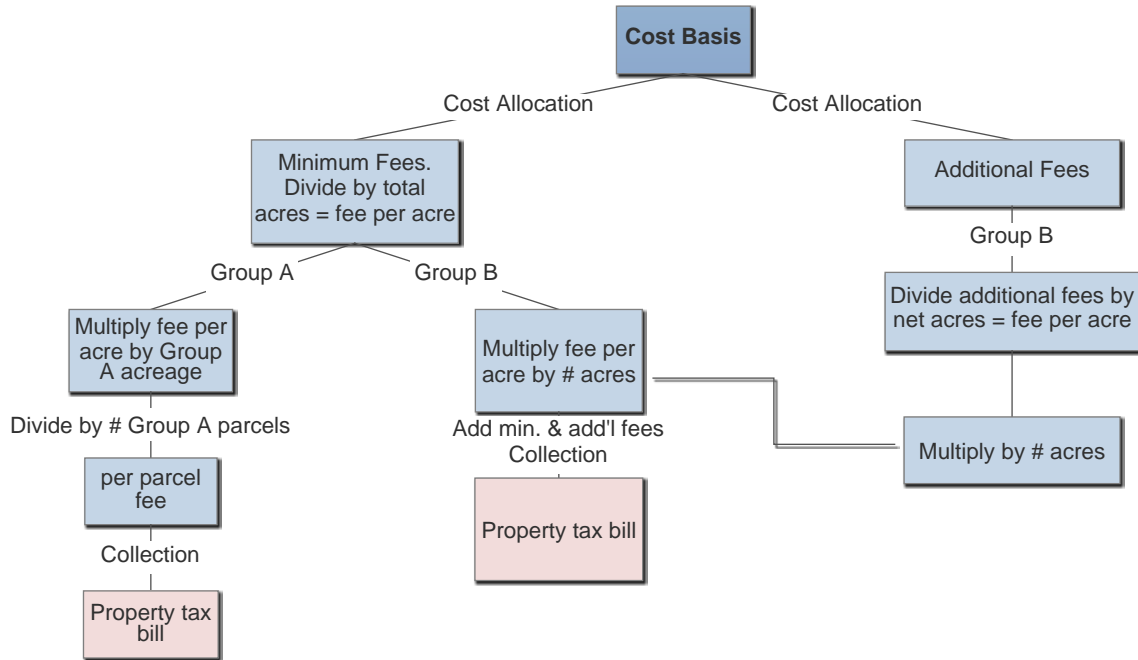 Cost Basis
Cost Allocation
Cost Allocation
Minimum Fees.
Divide by total
acres = fee per acre
Additional Fees
Group A
Group B
Group B
Multiply fee per
acre by Group
A acreage
Multiply fee per
acre by # acres
Divide additional fees by
net acres = fee per acre
Divide by # Group A parcels
Add min. & add'l fees
Collection
Multiply by # acres
per parcel
fee
Property tax bill
Collection
Property tax
bill